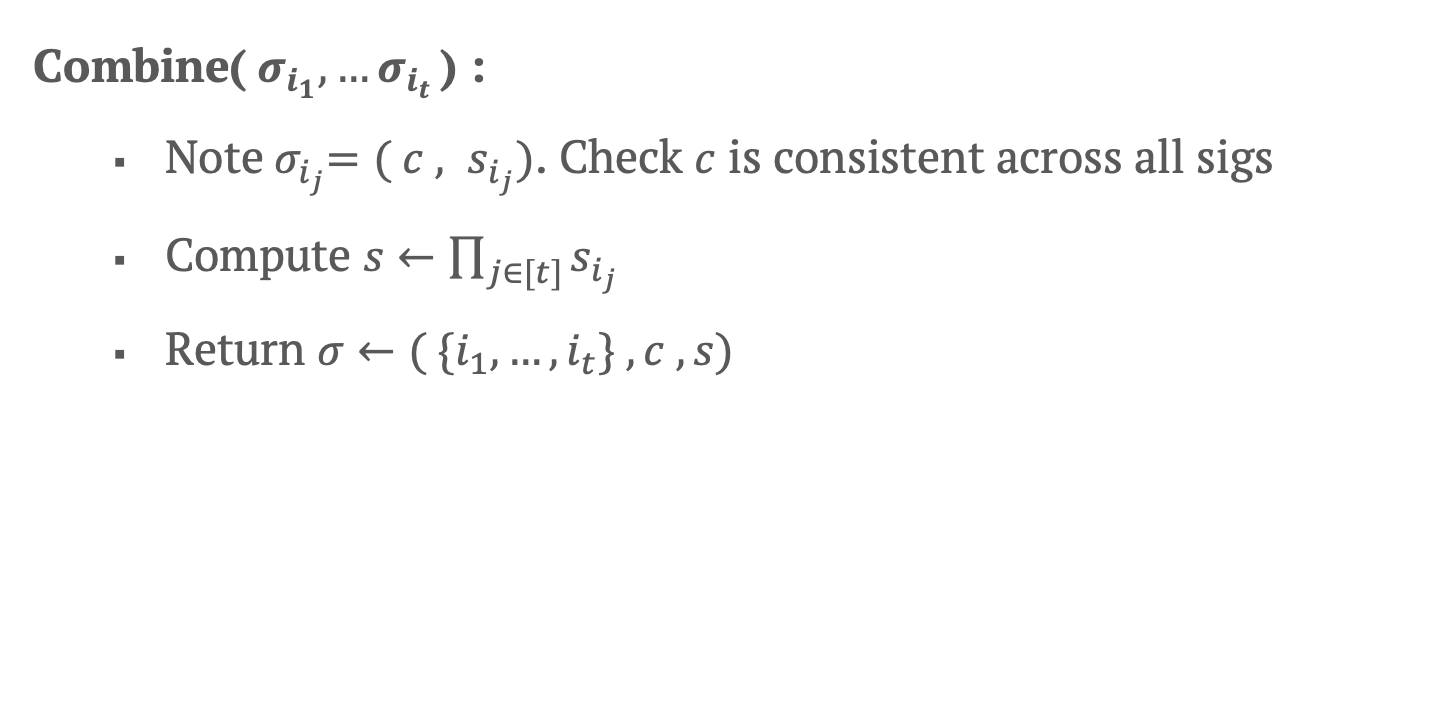 Combine( σ_{i_1}, … σ_{i_t} ) :
▪ Note σ_{i_j} = ( c , s_{i_j}). Check c is consistent across all sigs
▪ Compute s ← ∏_{j∈[t]} s_{i_j}
▪ Return σ ← ( {i_1, … , i_t} , c , s)